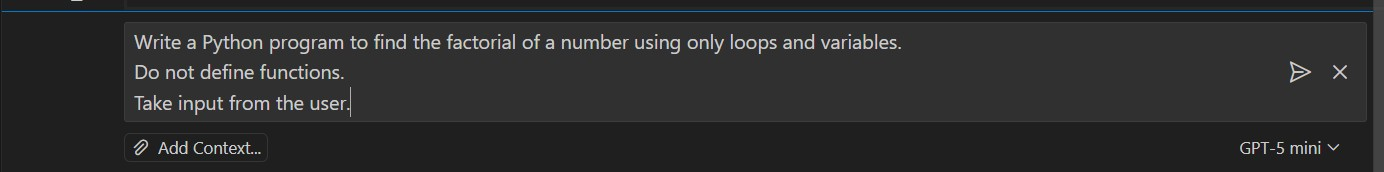 Write a Python program to find the factorial of a number using only loops and variables.
Do not define functions.
Take input from the user.
Add Context...
GPT-5 mini